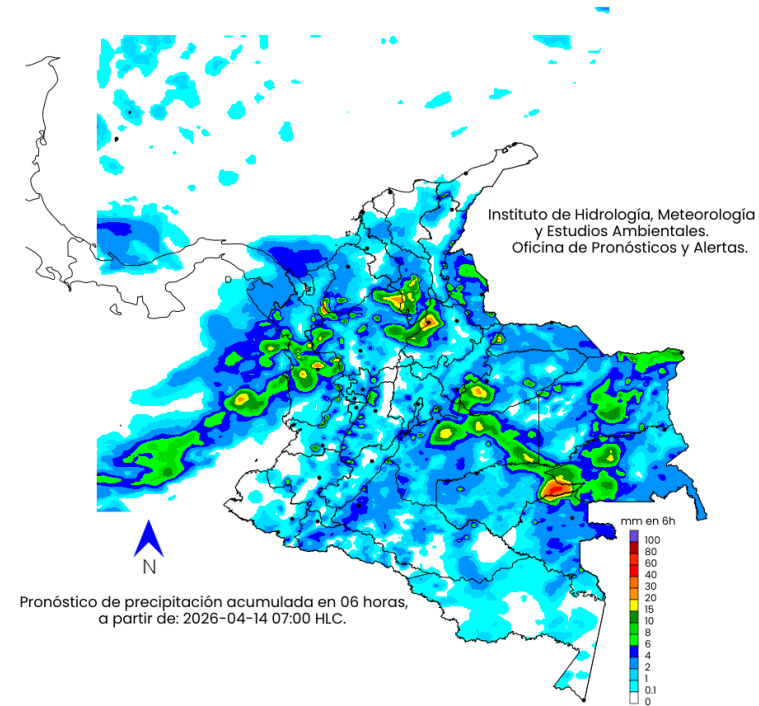 Instituto de Hidrología, Meteorología
y Estudios Ambientales.
Oficina de Pronósticos y Alertas.
mm en 6h
100
80
60
40
30
20
15
10
8
6
4
2
1
0.1
0
N
Pronóstico de precipitación acumulada en 06 horas,
a partir de: 2026-04-14 07:00 HLC.